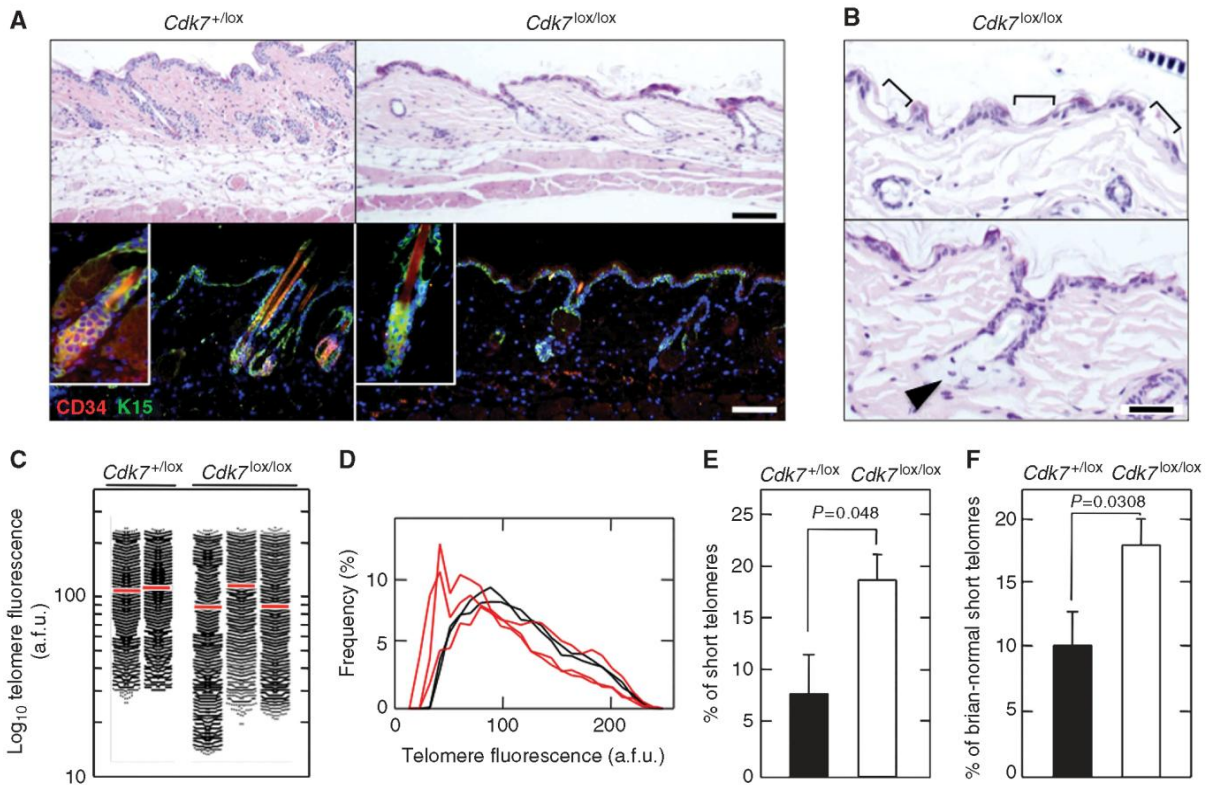 A
Cdk7+/lox
Cdk7lox/lox
CD34 K15
B
Cdk7lox/lox
C
Cdk7+/lox Cdk7lox/lox
Log10 telomere fluorescence
(a.f.u.)
100
10
D
Frequency (%)
10
5
0
0 100 200
Telomere fluorescence (a.f.u.)
E
Cdk7+/lox Cdk7lox/lox
P=0.048
% of short telomeres
25
20
15
10
5
0
F
Cdk7+/lox Cdk7lox/lox
P=0.0308
% of brian-normal short telomres
20
15
10
5
0